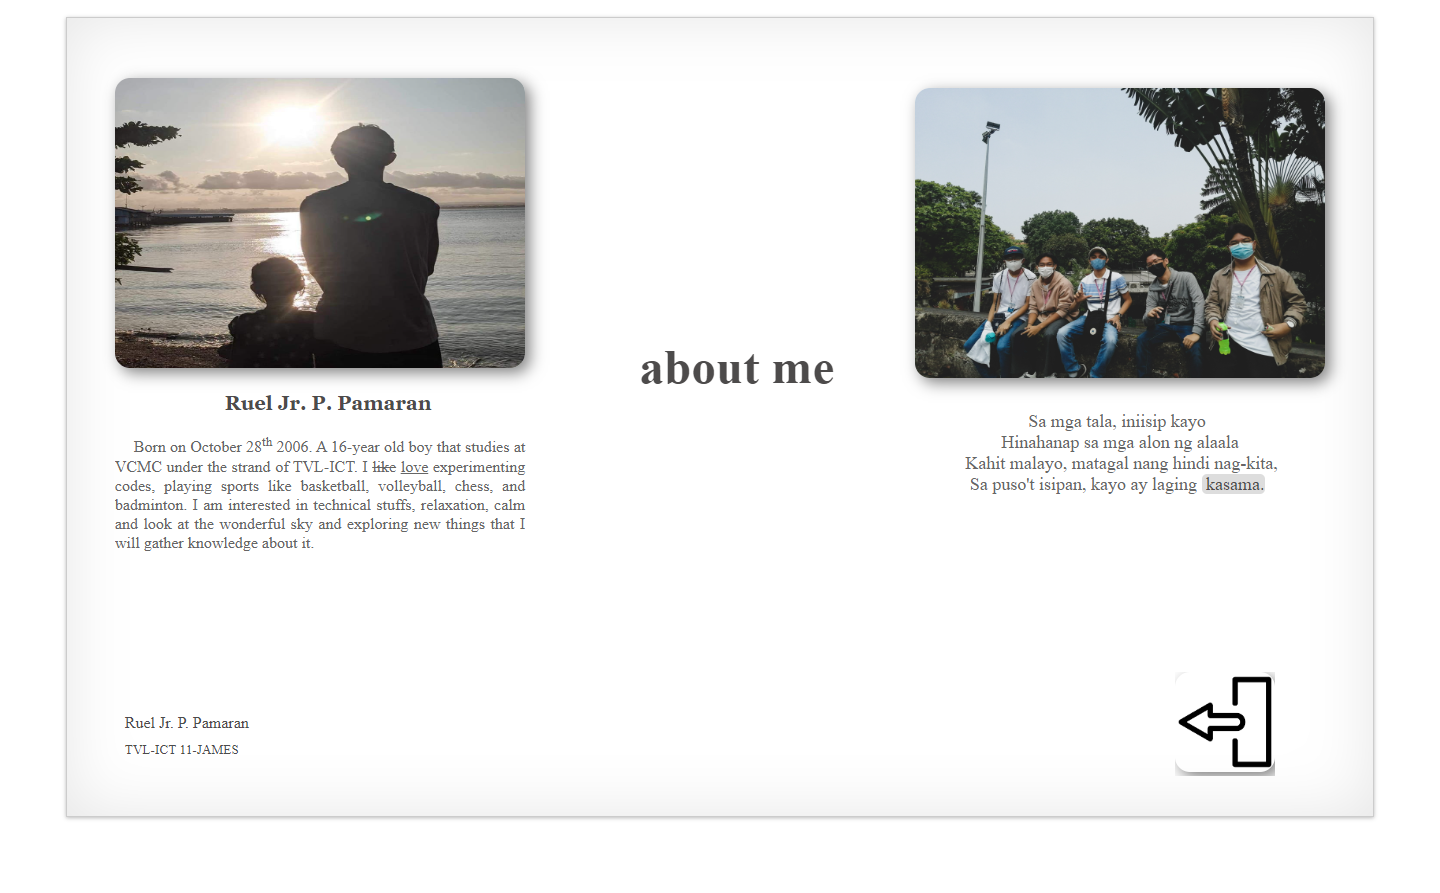 Ruel Jr. P. Pamaran
Born on October 28th 2006. A 16-year old boy that studies at
VCMC under the strand of TVL-ICT. I like love experimenting
codes, playing sports like basketball, volleyball, chess, and
badminton. I am interested in technical stuffs, relaxation, calm
and look at the wonderful sky and exploring new things that I
will gather knowledge about it.
about me
Sa mga tala, iniisip kayo
Hinahanap sa mga alon ng alaala
Kahit malayo, matagal nang hindi nag-kita,
Sa puso't isipan, kayo ay laging kasama.
Ruel Jr. P. Pamaran
TVL-ICT 11-JAMES